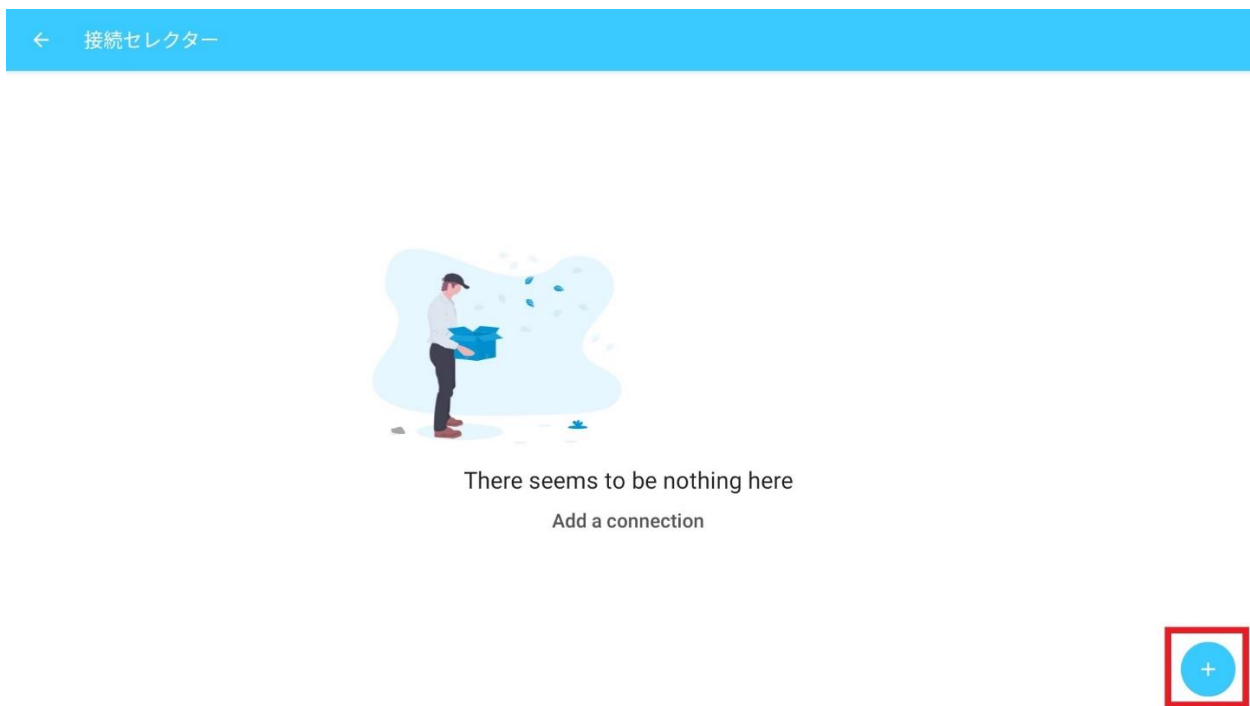 接続セレクター
There seems to be nothing here
Add a connection
+